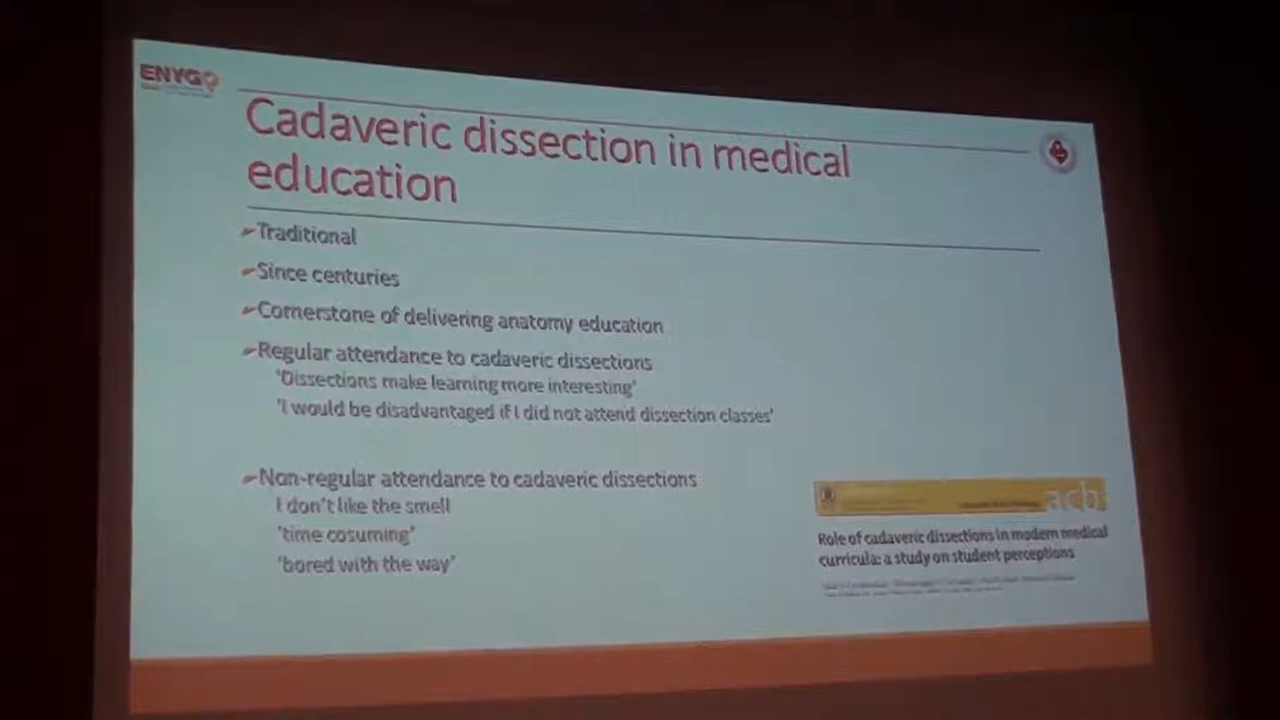 ENYGO
Cadaveric dissection in medical
education
Traditional
Since centuries
Cornerstone of delivering anatomy education
Regular attendance to cadaveric dissections
'Dissections make learning more interesting'
'I would be disadvantaged if I did not attend dissection classes'
Non-regular attendance to cadaveric dissections
I don't like the smell
'time cosuming'
'bored with the way'
acb
Role of cadaveric dissections in modern medical
curricula: a study on student perceptions